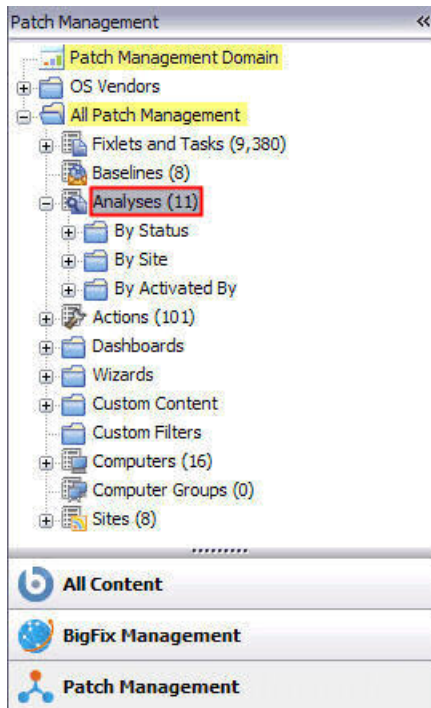 Patch Management «
Patch Management Domain
OS Vendors
All Patch Management
Fixlets and Tasks (9,380)
Baselines (8)
Analyses (11)
By Status
By Site
By Activated By
Actions (101)
Dashboards
Wizards
Custom Content
Custom Filters
Computers (16)
Computer Groups (0)
Sites (8)
All Content
BigFix Management
Patch Management